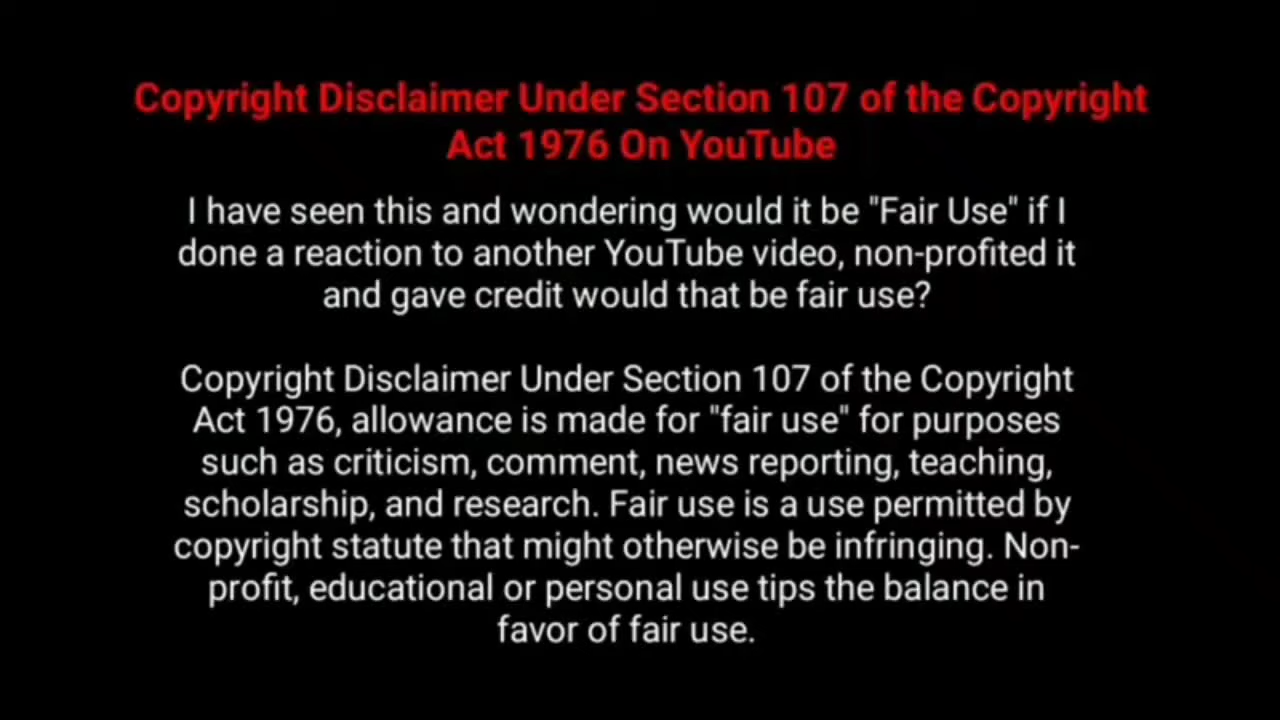 Copyright Disclaimer Under Section 107 of the Copyright
Act 1976 On YouTube
I have seen this and wondering would it be "Fair Use" if I
done a reaction to another YouTube video, non-profited it
and gave credit would that be fair use?
Copyright Disclaimer Under Section 107 of the Copyright
Act 1976, allowance is made for "fair use" for purposes
such as criticism, comment, news reporting, teaching,
scholarship, and research. Fair use is a use permitted by
copyright statute that might otherwise be infringing. Non-
profit, educational or personal use tips the balance in
favor of fair use.